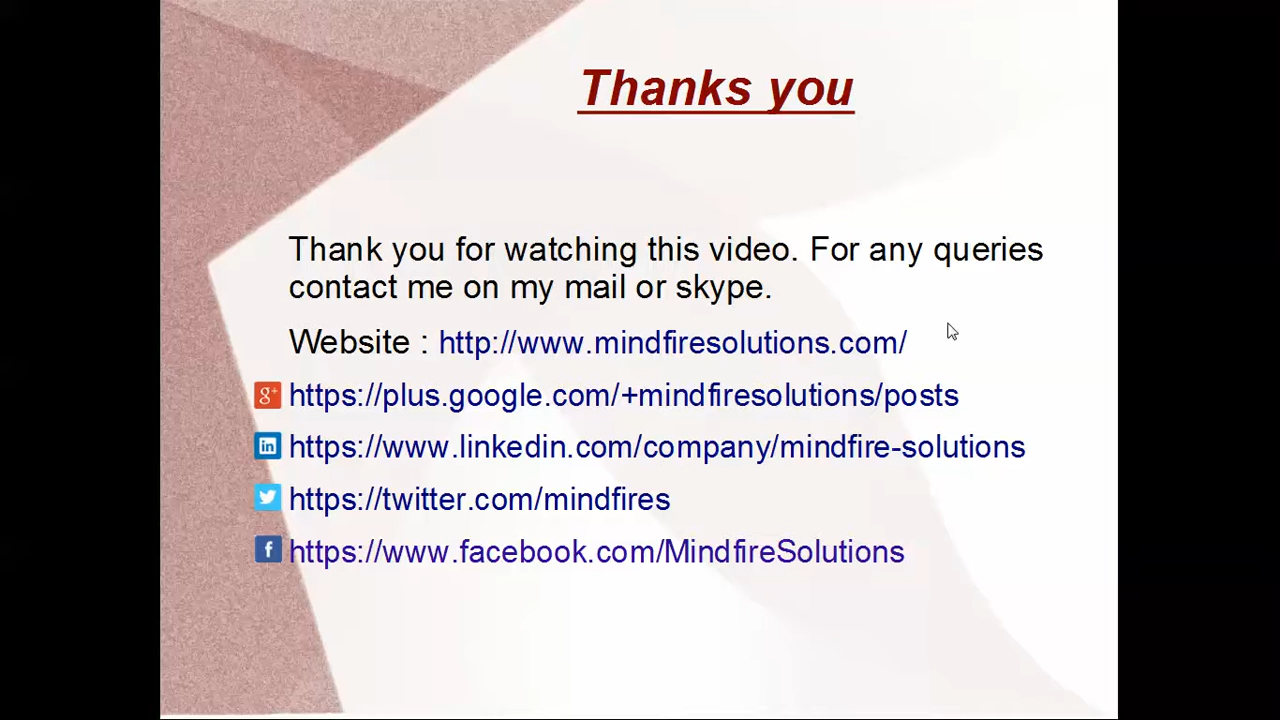 Thanks you
Thank you for watching this video. For any queries
contact me on my mail or skype.
Website : http://www.mindfiresolutions.com/
g+ https://plus.google.com/+mindfiresolutions/posts
in https://www.linkedin.com/company/mindfire-solutions
https://twitter.com/mindfires
f https://www.facebook.com/MindfireSolutions